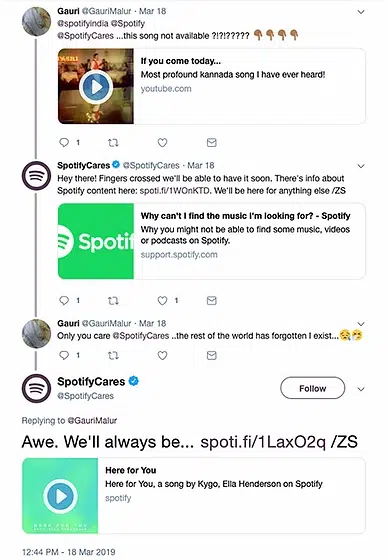 Gauri @GauriMalur · Mar 18
@spotifyindia @Spotify
@SpotifyCares ...this song not available ?!?!?????
If you come today...
Most profound kannada song I have ever heard!
youtube.com
1
SpotifyCares @SpotifyCares · Mar 18
Hey there! Fingers crossed we'll be able to have it soon. There's info about
Spotify content here: spoti.fi/1WOnKTD. We'll be here for anything else /ZS
Spotif
Why can't I find the music i'm looking for? - Spotify
Why you might not be able to find some music, videos
or podcasts on Spotify.
support.spotify.com
1 1
Gauri @GauriMalur · Mar 18
Only you care @SpotifyCares ..the rest of the world has forgotten I exist...
1
SpotifyCares
@SpotifyCares
Follow
Replying to @GauriMalur
Awe. We'll always be... spoti.fi/1LaxO2q /ZS
Here for You
Here for You, a song by Kygo, Ella Henderson on Spotify
spotify
HERE FOR YOU
12:44 PM - 18 Mar 2019